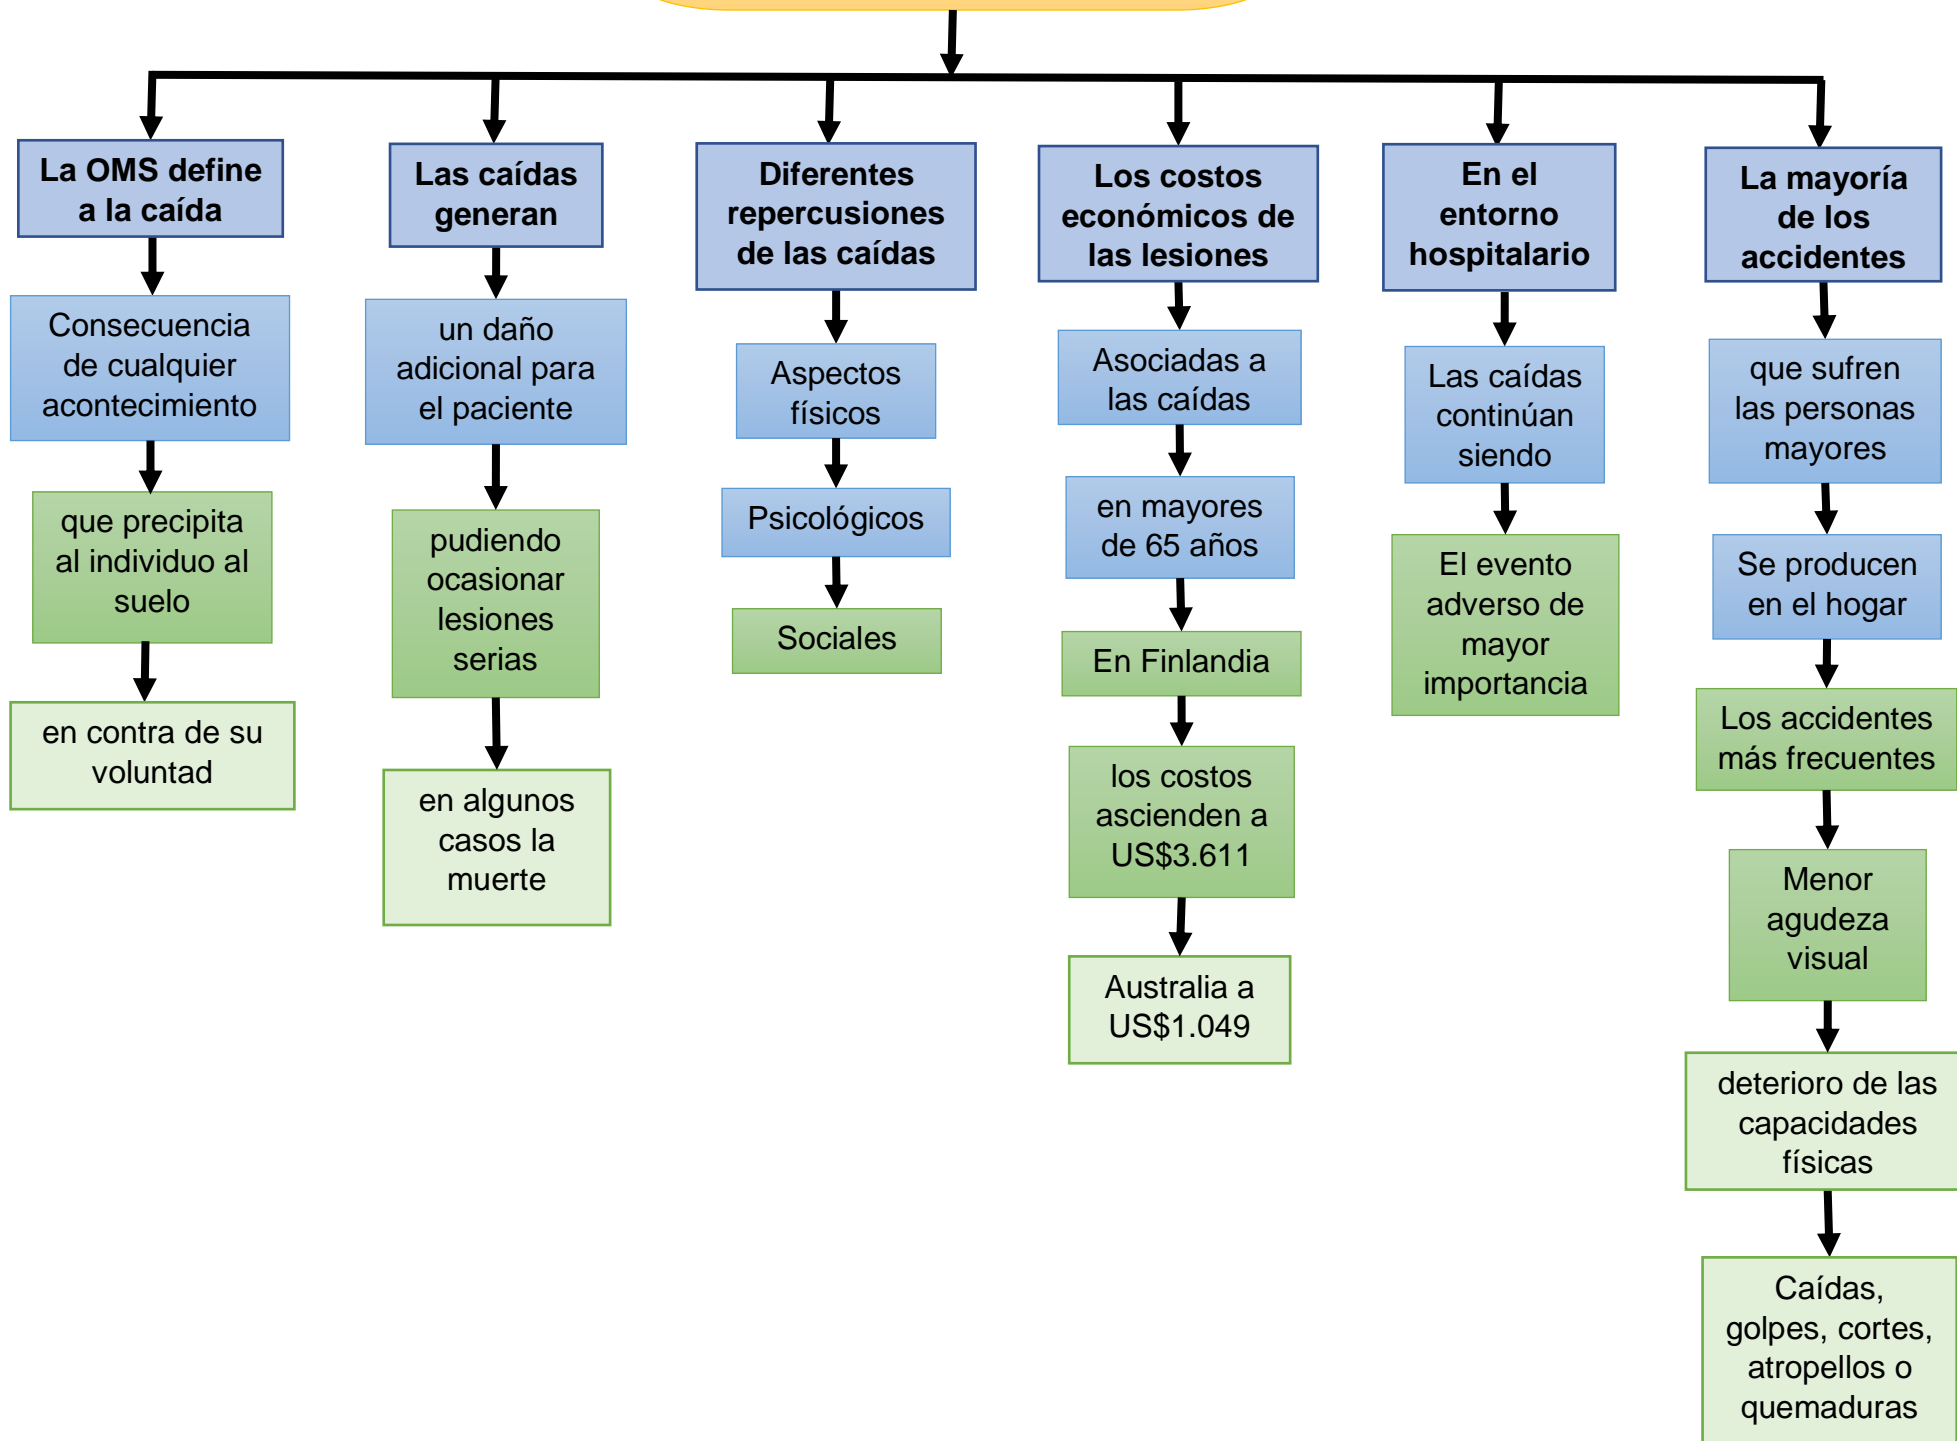 La OMS define
a la caída
Consecuencia
de cualquier
acontecimiento
que precipita
al individuo al
suelo
en contra de su
voluntad
Las caídas
generan
un daño
adicional para
el paciente
pudiendo
ocasionar
lesiones
serias
en algunos
casos la
muerte
Diferentes
repercusiones
de las caídas
Aspectos
físicos
Psicológicos
Sociales
Los costos
económicos de
las lesiones
Asociadas a
las caídas
en mayores
de 65 años
En Finlandia
los costos
ascienden a
US$3.611
Australia a
US$1.049
En el
entorno
hospitalario
Las caídas
continúan
siendo
El evento
adverso de
mayor
importancia
La mayoría
de los
accidentes
que sufren
las personas
mayores
Se producen
en el hogar
Los accidentes
más frecuentes
Menor
agudeza
visual
deterioro de las
capacidades
físicas
Caídas,
golpes, cortes,
atropellos o
quemaduras